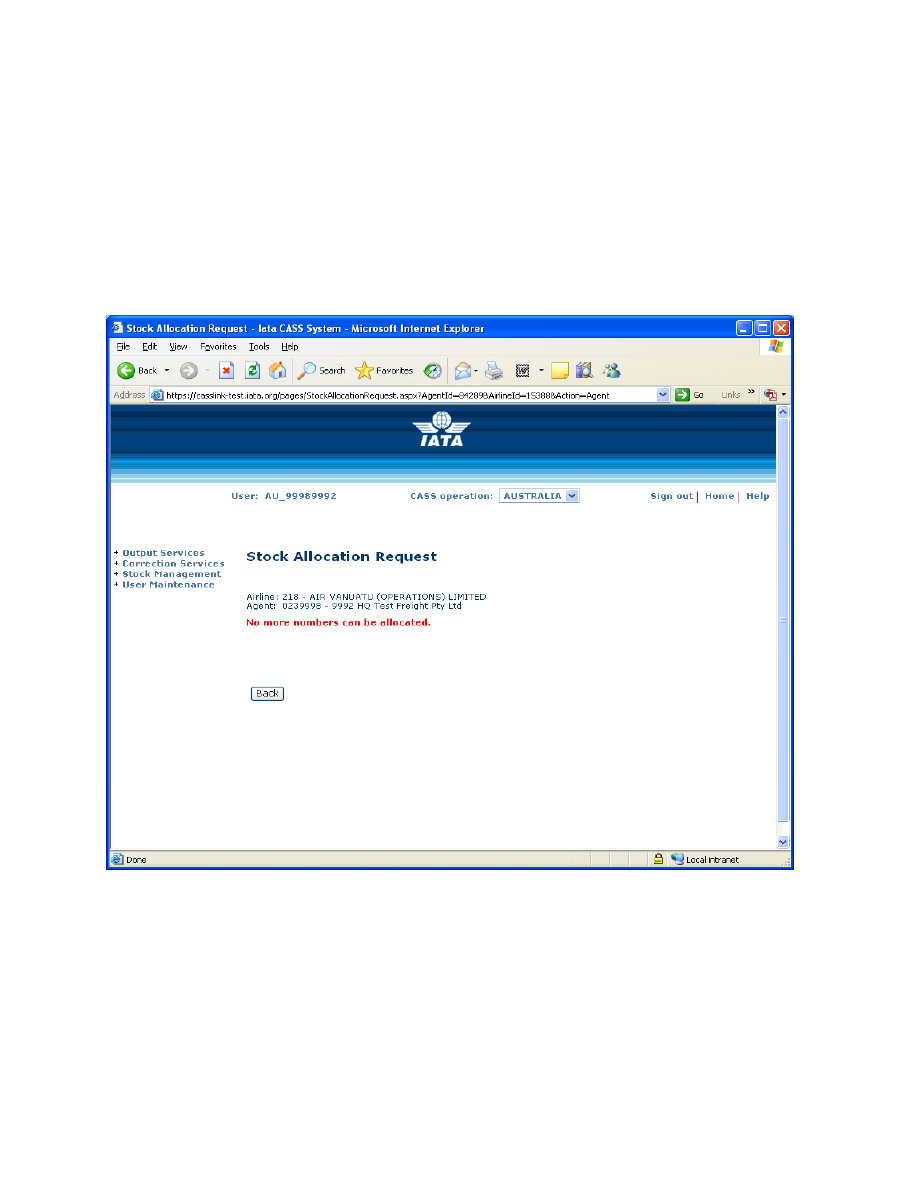 Stock Allocation Request - Iata CASS System - Microsoft Internet Explorer
File Edit View Favorites Tools Help
Back Search Favorites
Address https://casslink-test.iata.org/pages/StockAllocationRequest.aspx?AgentId=84289&AirlineId=15388&Action=Agent Go Links »
IATA
User: AU_99989992 CASS operation: AUSTRALIA Sign out | Home | Help
+ Output Services
+ Correction Services
+ Stock Management
+ User Maintenance
Stock Allocation Request
Airline: 218 - AIR VANUATU (OPERATIONS) LIMITED
Agent: 0239998 - 9992 HQ Test Freight Pty Ltd
No more numbers can be allocated.
Back
Done Local intranet